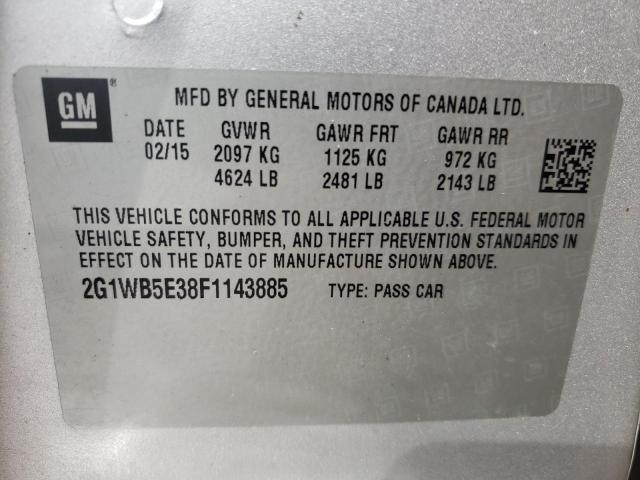 GM ®
MFD BY GENERAL MOTORS OF CANADA LTD.
DATE GVWR GAWR FRT GAWR RR
02/15 2097 KG 1125 KG 972 KG
4624 LB 2481 LB 2143 LB
THIS VEHICLE CONFORMS TO ALL APPLICABLE U.S. FEDERAL MOTOR
VEHICLE SAFETY, BUMPER, AND THEFT PREVENTION STANDARDS IN
EFFECT ON THE DATE OF MANUFACTURE SHOWN ABOVE.
2G1WB5E38F1143885 TYPE: PASS CAR